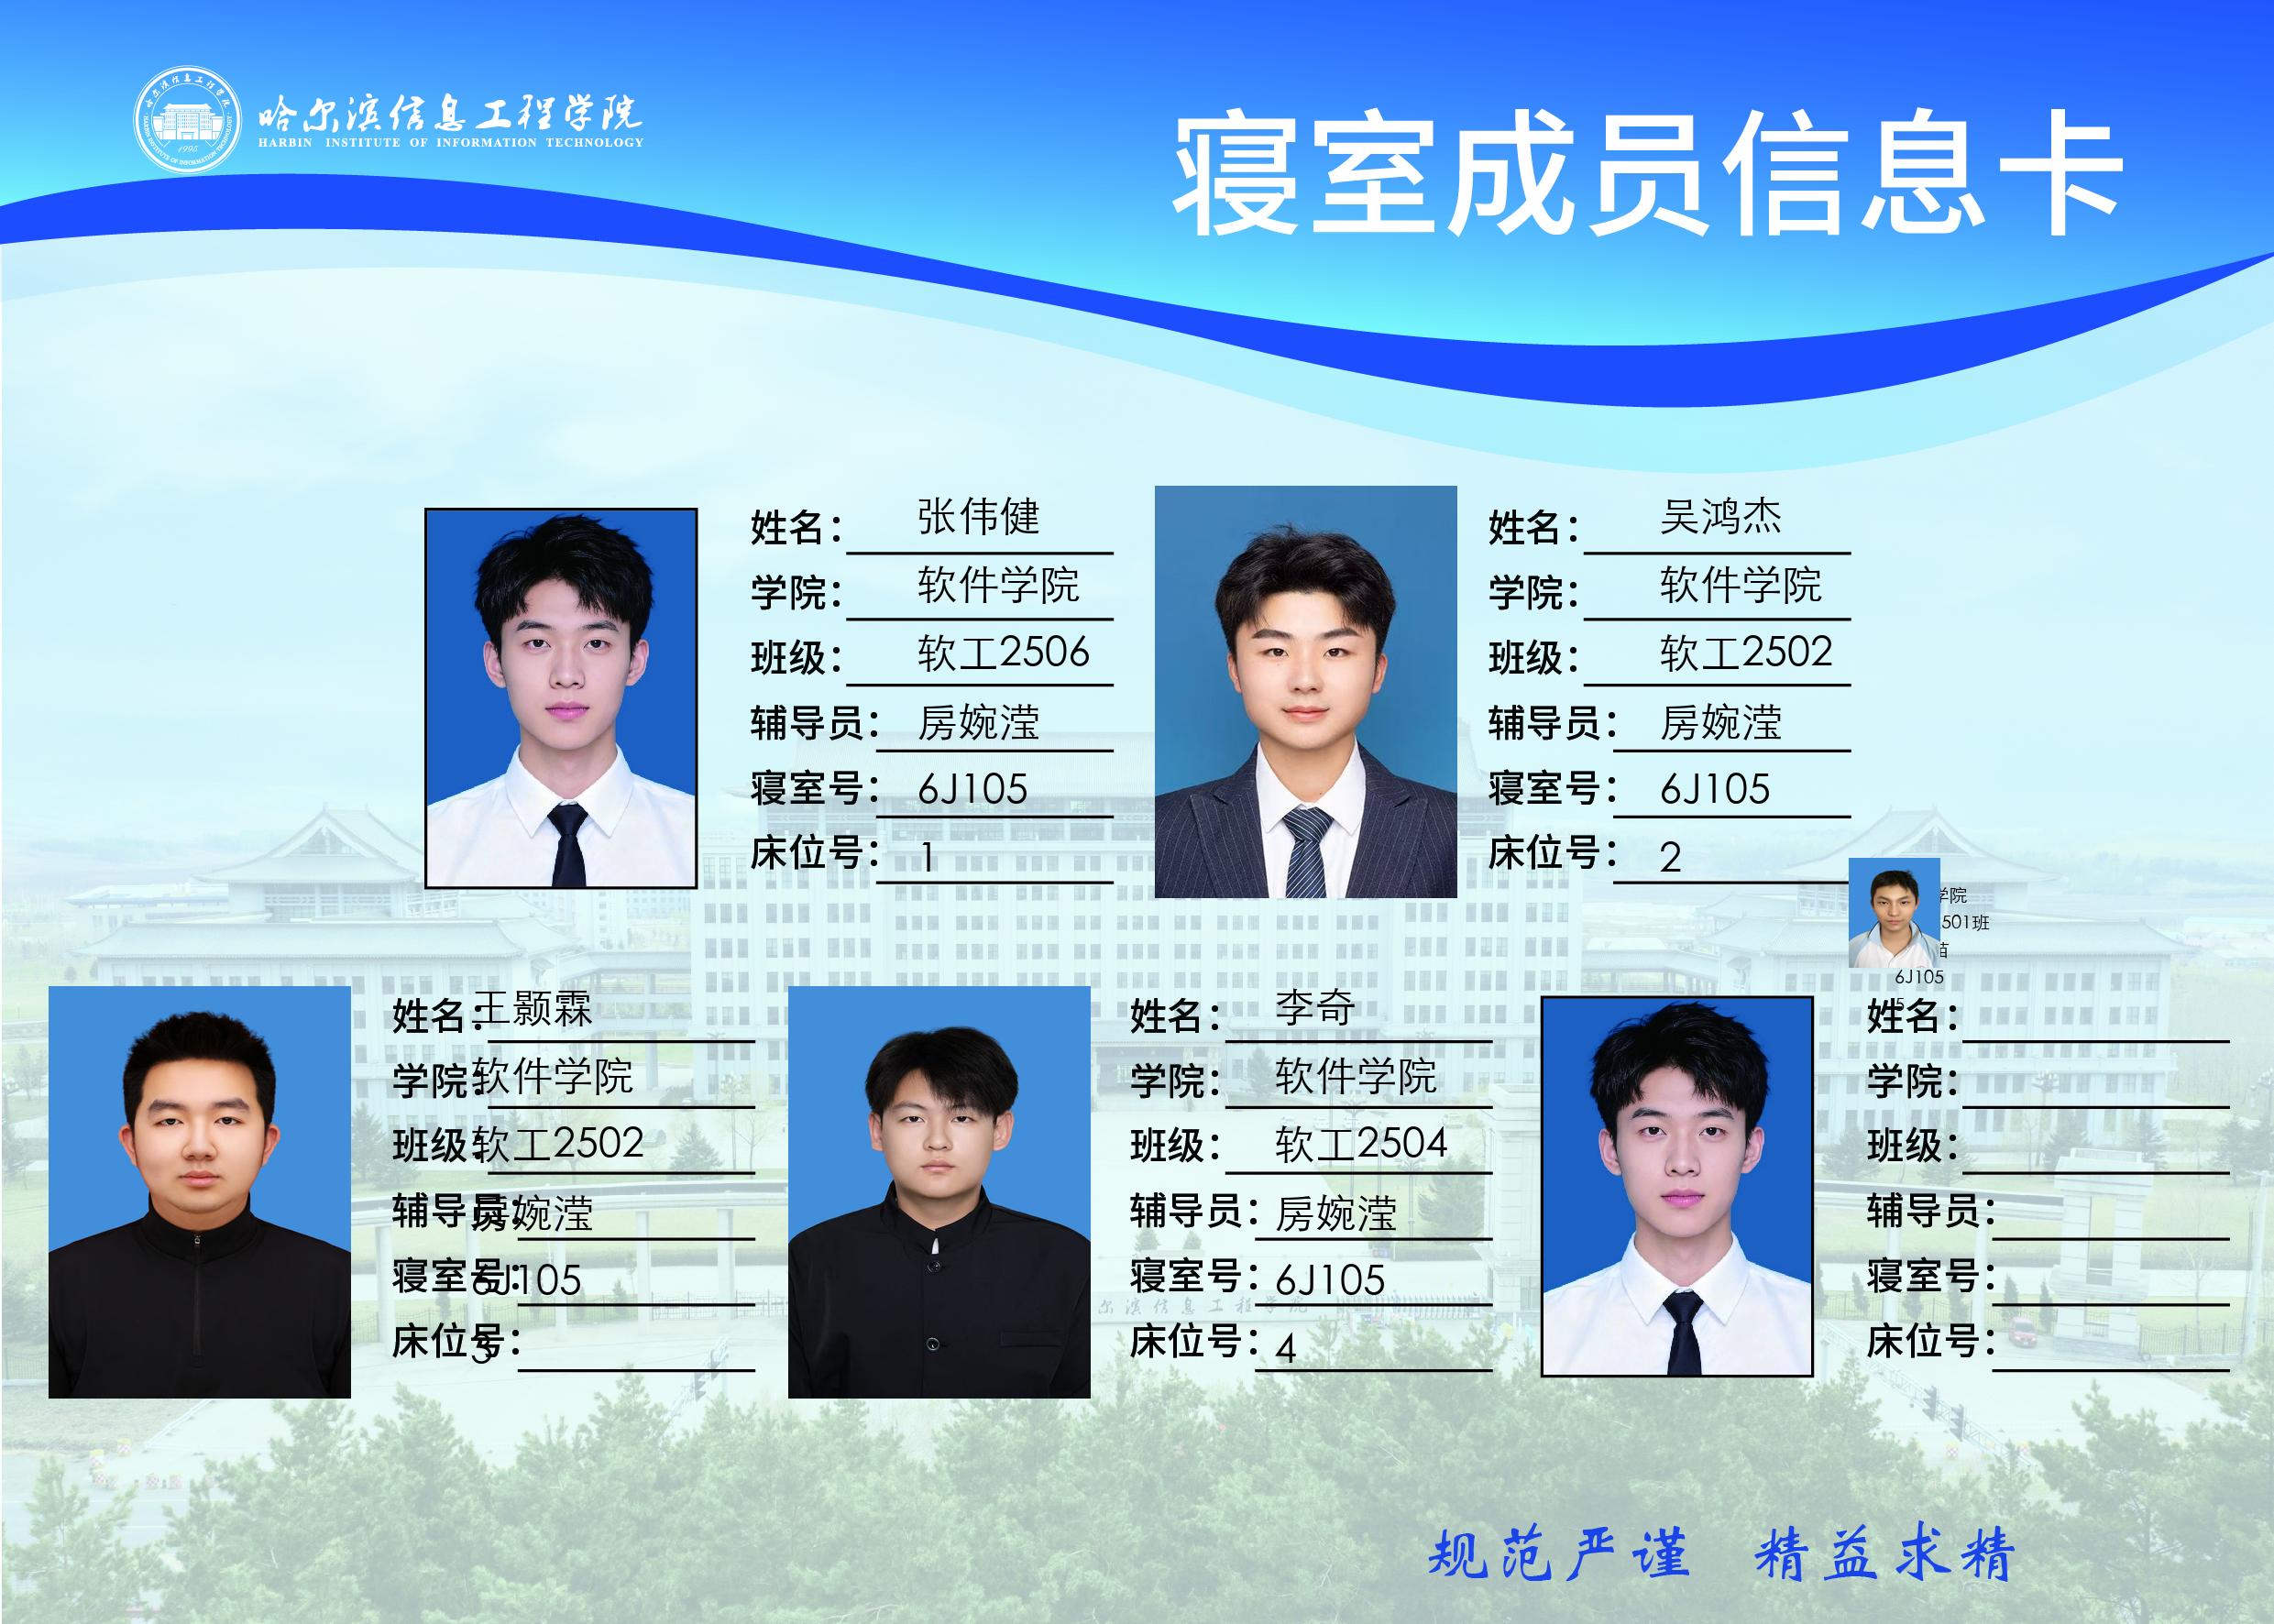 哈尔滨信息工程学院
HARBIN INSTITUTE OF INFORMATION TECHNOLOGY
寝室成员信息卡
姓名：张伟健
学院：软件学院
班级：软工2506
辅导员：房婉滢
寝室号：6J105
床位号：1
姓名：吴鸿杰
学院：软件学院
班级：软工2502
辅导员：房婉滢
寝室号：6J105
床位号：2
姓名：王颢霖
学院：软件学院
班级：软工2502
辅导员：房婉滢
寝室号：6J105
床位号：3
姓名：李奇
学院：软件学院
班级：软工2504
辅导员：房婉滢
寝室号：6J105
床位号：4
学院
501班
6J105
5
姓名：
学院：
班级：
辅导员：
寝室号：
床位号：
规范严谨 精益求精